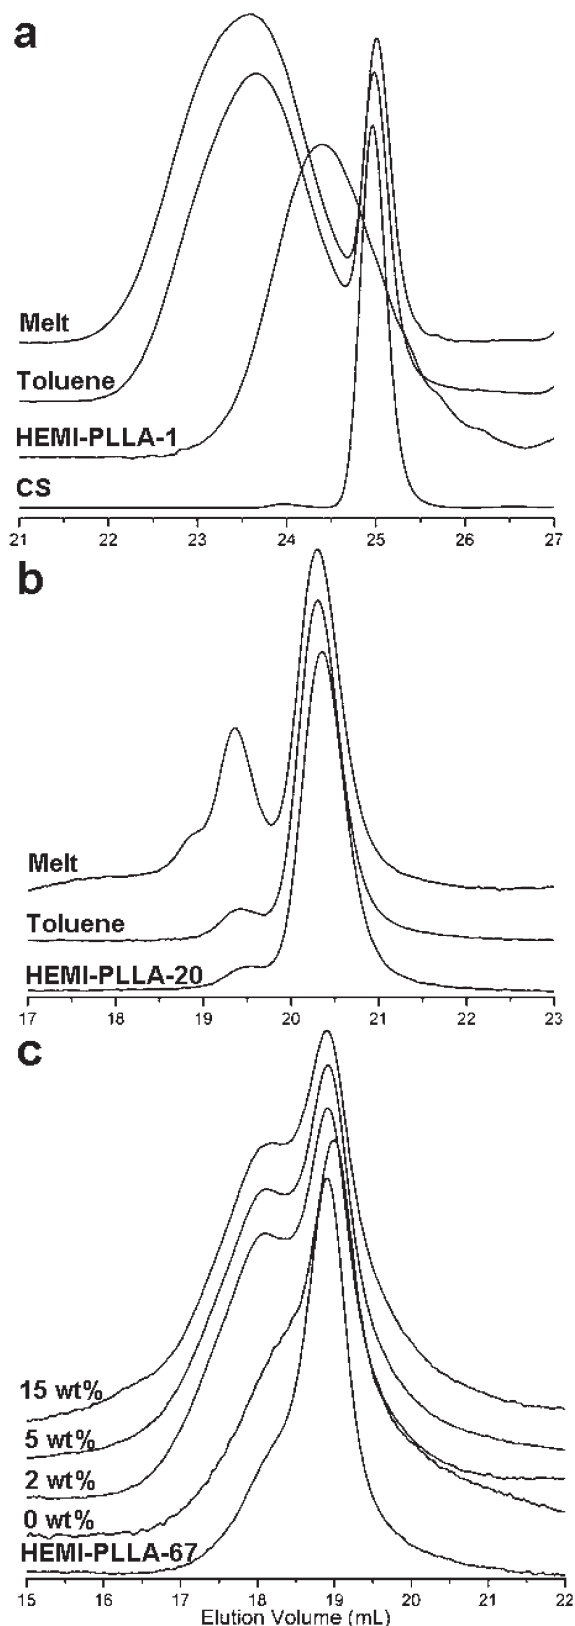 a
Melt
Toluene
HEMI-PLLA-1
CS
21 22 23 24 25 26 27
b
Melt
Toluene
HEMI-PLLA-20
17 18 19 20 21 22 23
c
15 wt%
5 wt%
2 wt%
0 wt%
HEMI-PLLA-67
15 16 17 18 19 20 21 22
Elution Volume (mL)